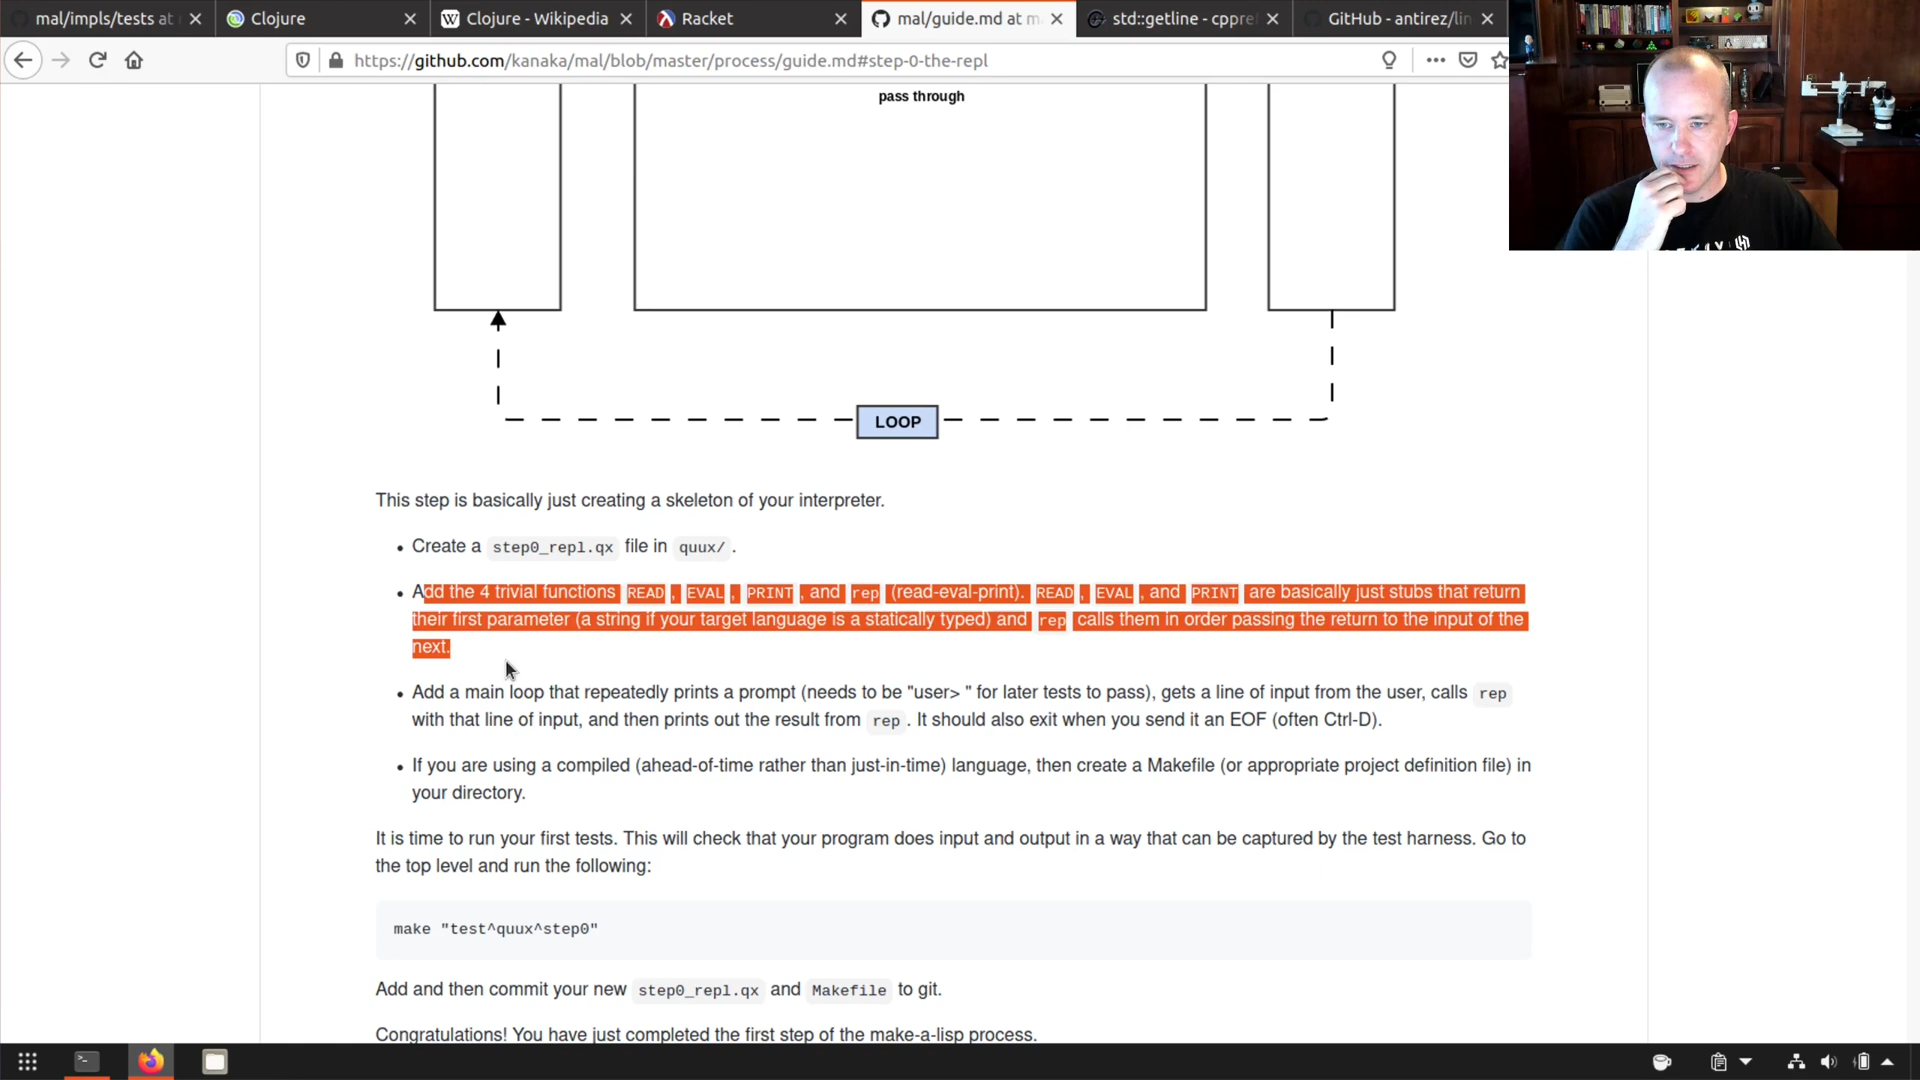 mal/impls/tests at
Clojure
Clojure - Wikipedia
Racket
mal/guide.md at m
std::getline - cppre
GitHub - antirez/lin
https://github.com/kanaka/mal/blob/master/process/guide.md#step-0-the-repl
pass through
LOOP
This step is basically just creating a skeleton of your interpreter.
• Create a step0_repl.qx file in quux/ .
• Add the 4 trivial functions READ , EVAL , PRINT , and rep (read-eval-print). READ , EVAL , and PRINT are basically just stubs that return
their first parameter (a string if your target language is a statically typed) and rep calls them in order passing the return to the input of the
next.
• Add a main loop that repeatedly prints a prompt (needs to be "user> " for later tests to pass), gets a line of input from the user, calls rep
with that line of input, and then prints out the result from rep . It should also exit when you send it an EOF (often Ctrl-D).
• If you are using a compiled (ahead-of-time rather than just-in-time) language, then create a Makefile (or appropriate project definition file) in
your directory.
It is time to run your first tests. This will check that your program does input and output in a way that can be captured by the test harness. Go to
the top level and run the following:
make "test^quux^step0"
Add and then commit your new step0_repl.qx and Makefile to git.
Congratulations! You have just completed the first step of the make-a-lisp process.